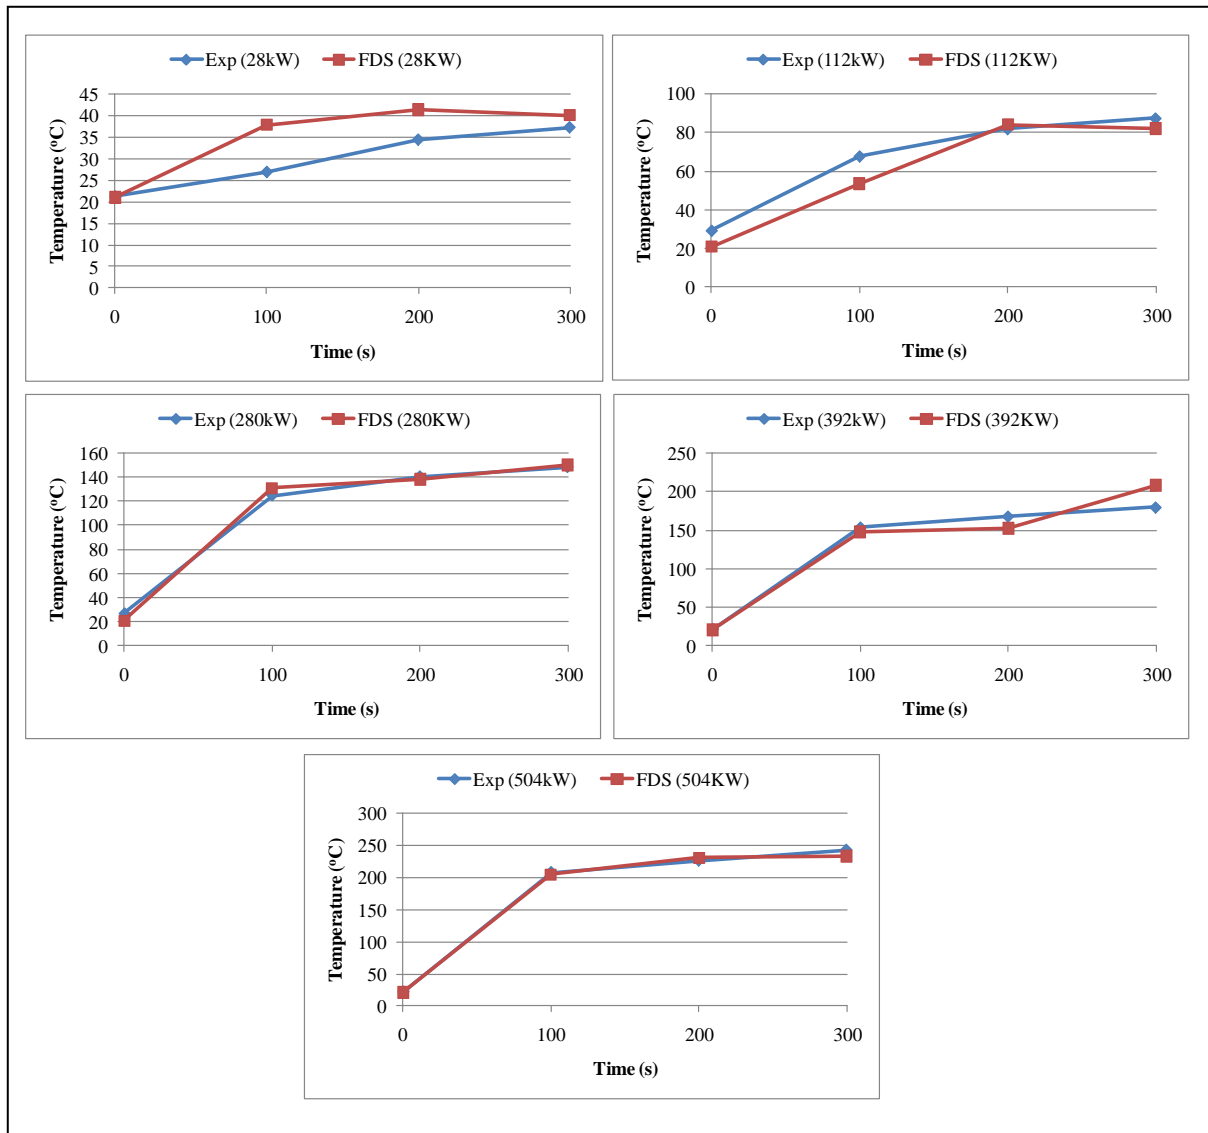 Exp (28kW) FDS (28KW)
45
40
35
30
25
20
15
10
5
0
Temperature (ºC)
0 100 200 300
Time (s)
Exp (112kW) FDS (112KW)
100
80
60
40
20
0
Temperature (ºC)
0 100 200 300
Time (s)
Exp (280kW) FDS (280KW)
160
140
120
100
80
60
40
20
0
Temperature (ºC)
0 100 200 300
Time (s)
Exp (392kW) FDS (392KW)
250
200
150
100
50
0
Temperature (ºC)
0 100 200 300
Time (s)
Exp (504kW) FDS (504KW)
300
250
200
150
100
50
0
Temperature (ºC)
0 100 200 300
Time (s)